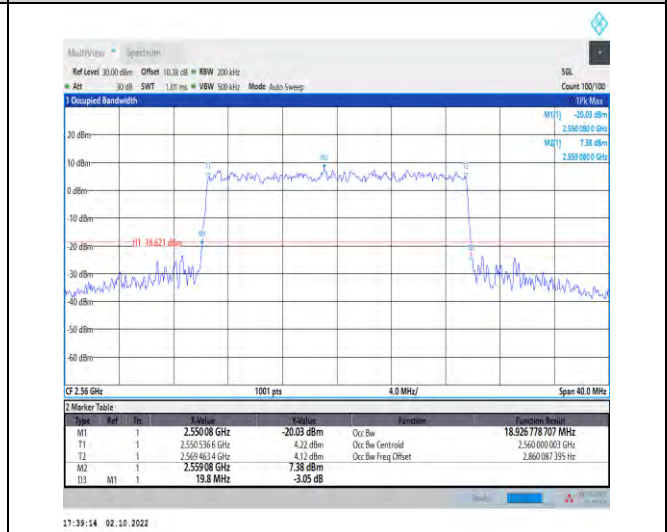 MultiView Spectrum
Ref Level 30.00 dBm Offset 10.38 dB RBW 200 kHz SGL
Att 30 dB SWT 1.01 ms VBW 500 kHz Mode Auto Sweep Count 100/100
1 Occupied Bandwidth 1Pk Max
M1[1] -20.03 dBm
2.550 080 0 GHz
M2[1] 7.38 dBm
2.559 080 0 GHz
20 dBm
M2
T1 T2
10 dBm
0 dBm
-10 dBm
M1
H1 -18.621 dBm
-20 dBm
-30 dBm
-40 dBm
-50 dBm
-60 dBm
CF 2.56 GHz 1001 pts 4.0 MHz/ Span 40.0 MHz
2 Marker Table
Type Ref Trc X-Value Y-Value Function Function Result
M1 1 2.55008 GHz -20.03 dBm Occ Bw 18.926 778 707 MHz
T1 1 2.550 536 6 GHz 4.22 dBm Occ Bw Centroid 2.560 000 003 GHz
T2 1 2.569 463 4 GHz 4.12 dBm Occ Bw Freq Offset 2.860 087 395 Hz
M2 1 2.55908 GHz 7.38 dBm
D3 M1 1 19.8 MHz -3.05 dB
17:39:14 02.10.2022